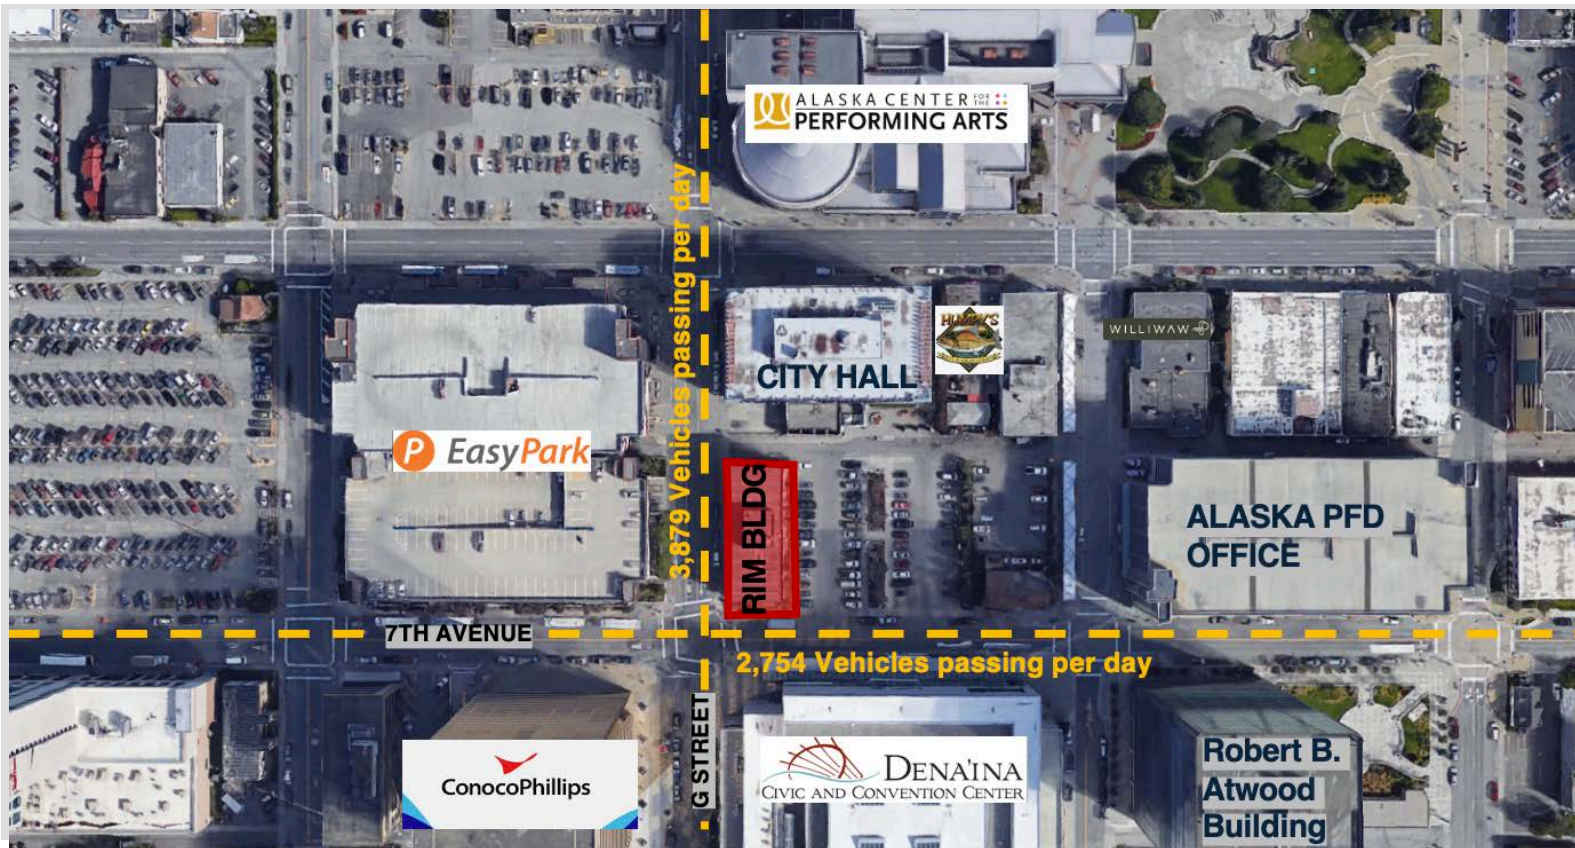 ALASKA CENTER FOR THE
PERFORMING ARTS
3,879 Vehicles passing per day
HUMPY'S
WILLIWAW
CITY HALL
P EasyPark
RIM BLDG
ALASKA PFD
OFFICE
7TH AVENUE
2,754 Vehicles passing per day
G STREET
ConocoPhillips
DENA'INA
CIVIC AND CONVENTION CENTER
Robert B.
Atwood
Building